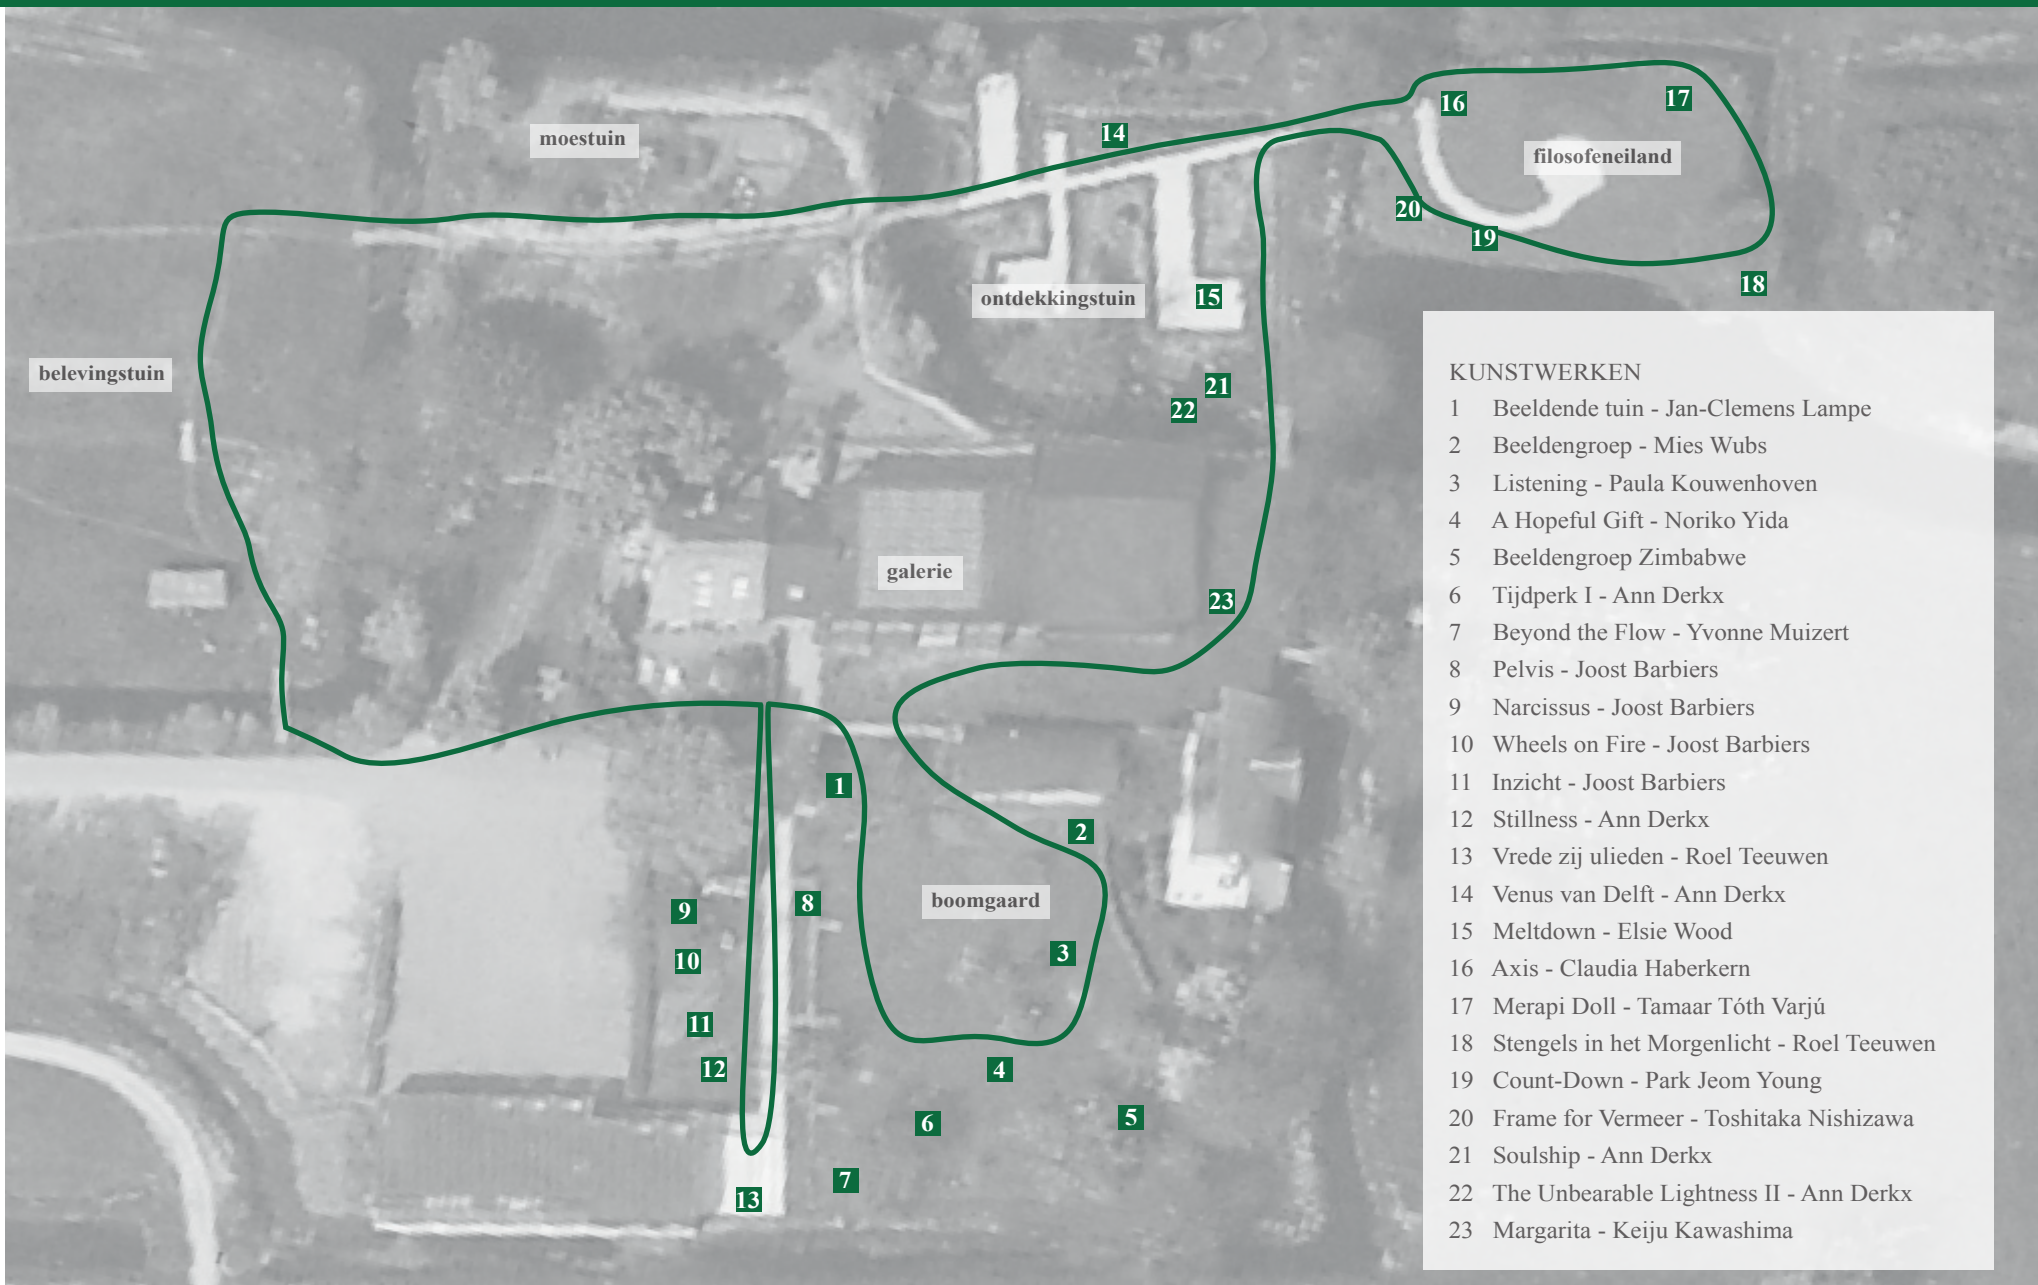 14
16
17
moestuin
filosofeneiland
20
19
18
ontdekkingstuin
15
belevingstuin
21
22
galerie
23
1
2
9
8
boomgaard
10
3
11
12
4
6
5
7
13
KUNSTWERKEN
1 Beeldende tuin - Jan-Clemens Lampe
2 Beeldengroep - Mies Wubs
3 Listening - Paula Kouwenhoven
4 A Hopeful Gift - Noriko Yida
5 Beeldengroep Zimbabwe
6 Tijdperk I - Ann Derkx
7 Beyond the Flow - Yvonne Muizert
8 Pelvis - Joost Barbiers
9 Narcissus - Joost Barbiers
10 Wheels on Fire - Joost Barbiers
11 Inzicht - Joost Barbiers
12 Stillness - Ann Derkx
13 Vrede zij ulieden - Roel Teeuwen
14 Venus van Delft - Ann Derkx
15 Meltdown - Elsie Wood
16 Axis - Claudia Haberkern
17 Merapi Doll - Tamaar Tóth Varjú
18 Stengels in het Morgenlicht - Roel Teeuwen
19 Count-Down - Park Jeom Young
20 Frame for Vermeer - Toshitaka Nishizawa
21 Soulship - Ann Derkx
22 The Unbearable Lightness II - Ann Derkx
23 Margarita - Keiju Kawashima